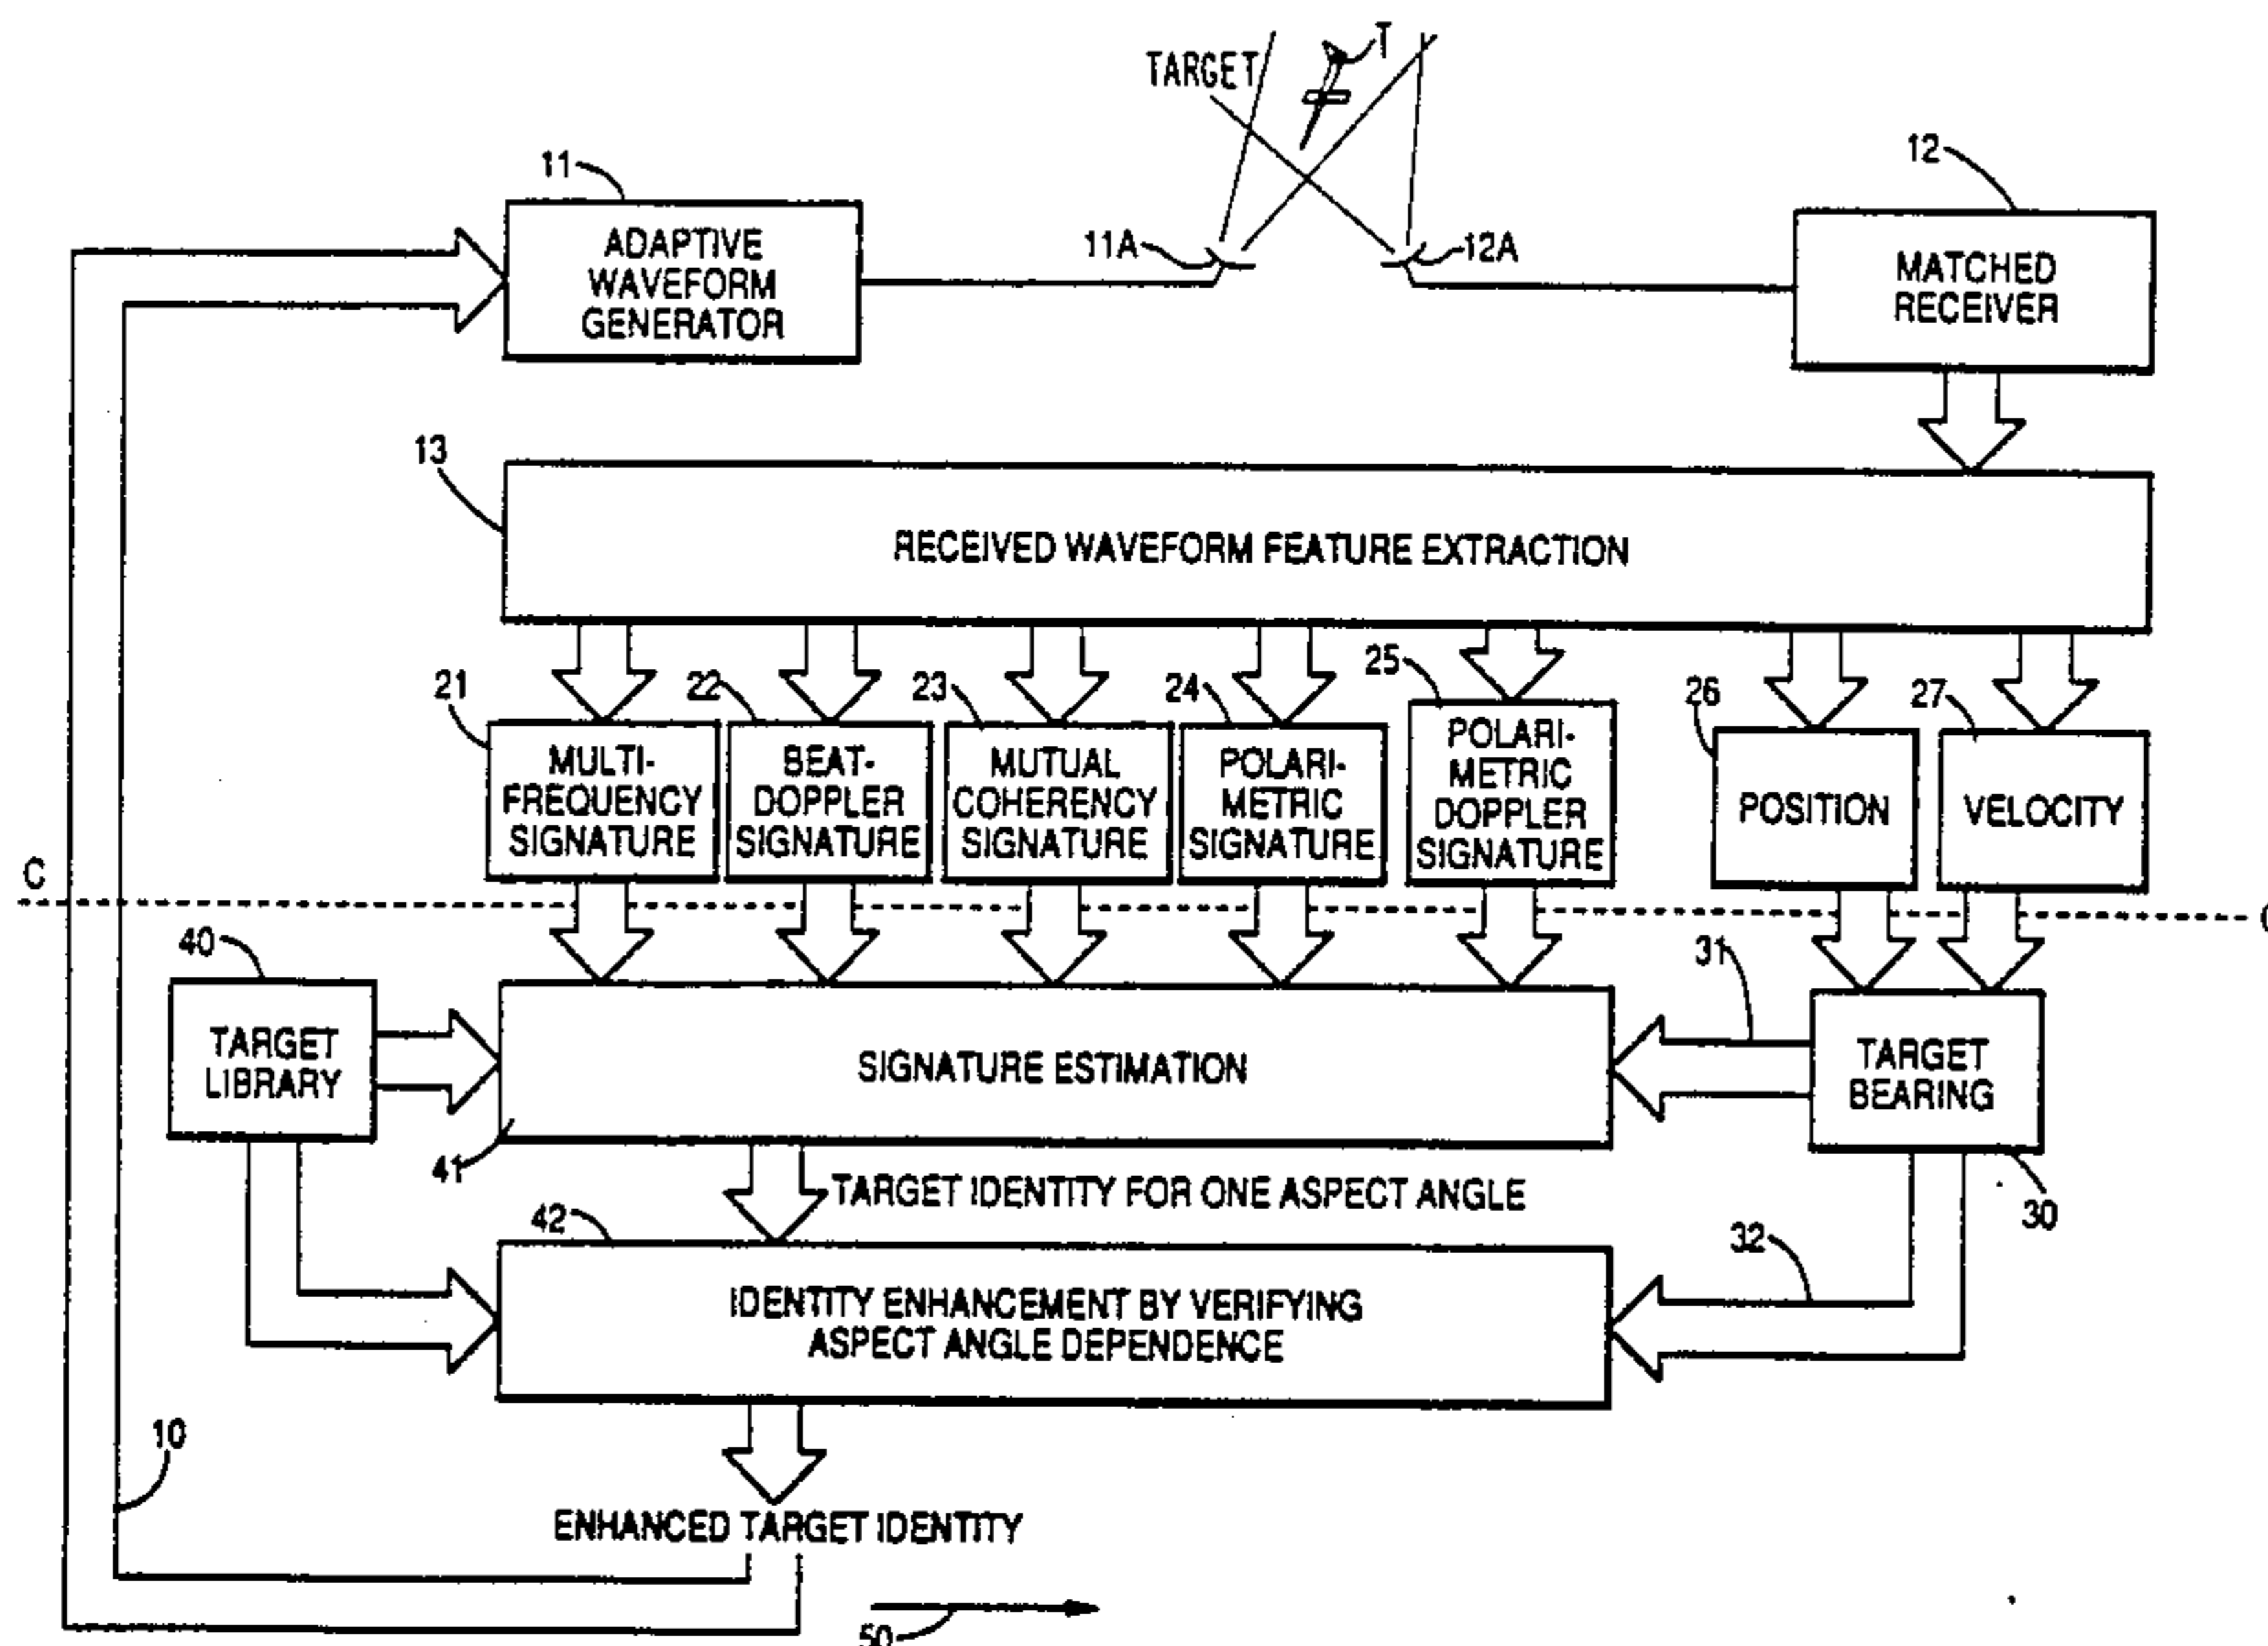 T
TARGET
11
12
11A
12A
ADAPTIVE
WAVEFORM
GENERATOR
MATCHED
RECEIVER
13
RECEIVED WAVEFORM FEATURE EXTRACTION
21
22
23
24
25
26
27
MULTI-
FREQUENCY
SIGNATURE
BEAT-
DOPPLER
SIGNATURE
MUTUAL
COHERENCY
SIGNATURE
POLARI-
METRIC
SIGNATURE
POLARI-
METRIC
DOPPLER
SIGNATURE
POSITION
VELOCITY
C
40
31
TARGET
LIBRARY
SIGNATURE ESTIMATION
TARGET
BEARING
41
TARGET IDENTITY FOR ONE ASPECT ANGLE
30
42
32
IDENTITY ENHANCEMENT BY VERIFYING
ASPECT ANGLE DEPENDENCE
10
ENHANCED TARGET IDENTITY
50